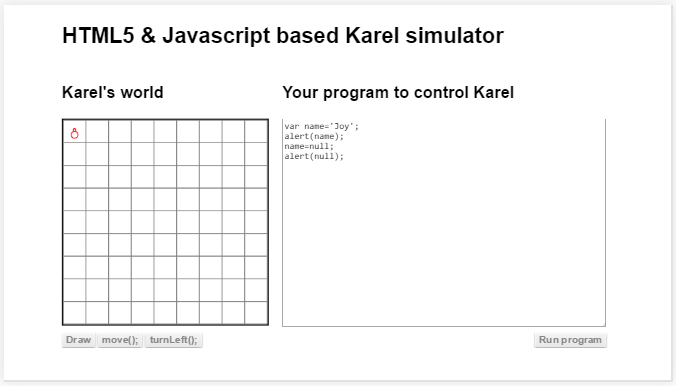 HTML5 & Javascript based Karel simulator
Karel's world
Your program to control Karel
var name='Joy';
alert(name);
name=null;
alert(null);
Draw move(); turnLeft();
Run program